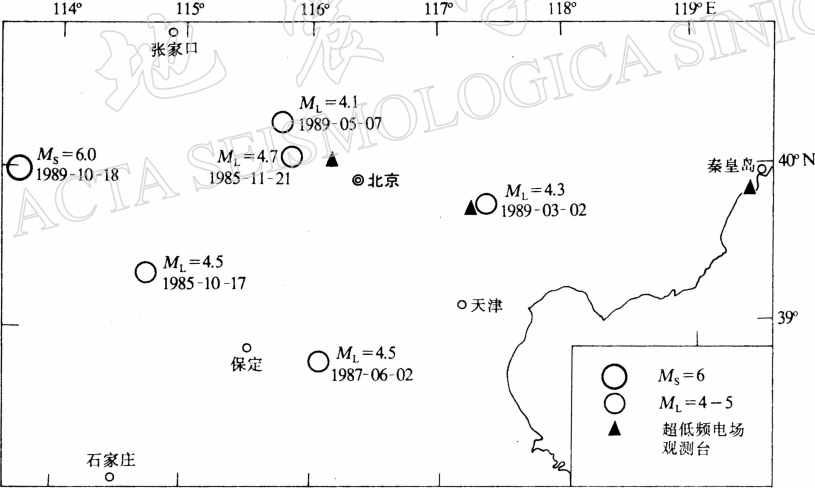 114° 115° 116° 117° 118° 119° E
张家口
地震
ACTA SEISMOLOGICA SINICA
M_L=4.1
1989-05-07
M_S=6.0
1989-10-18
M_L=4.7
1985-11-21
北京
40° N
秦皇岛
M_L=4.3
1989-03-02
M_L=4.5
1985-10-17
天津
39°
保定
M_L=4.5
1987-06-02
M_S=6
M_L=4-5
超低频电场
观测台
石家庄